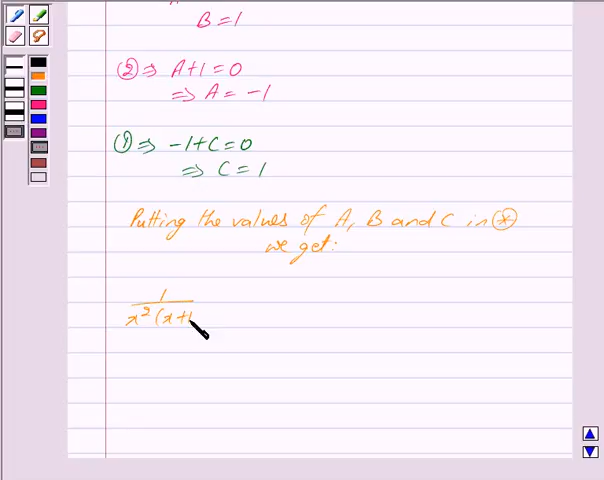 B = 1
② ⇒ A + 1 = 0
⇒ A = -1
① ⇒ -1 + C = 0
⇒ C = 1
Putting the values of A, B and C in ⊛
we get:
1
x² (x+1